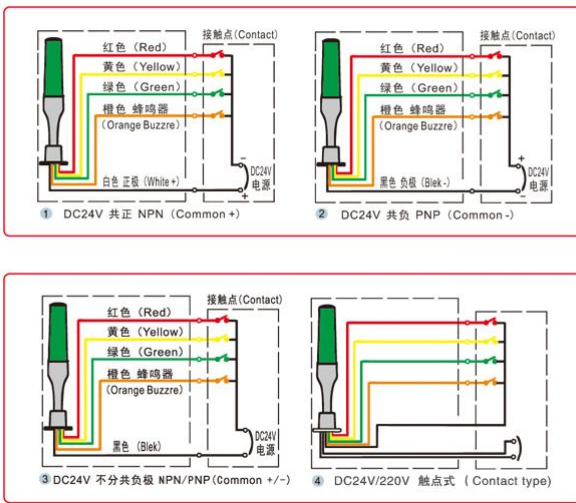 接触点(Contact)
红色（Red）
黄色（Yellow）
绿色（Green）
橙色 蜂鸣器
(Orange Buzzre)
−
DC24V
电源
白色 正极（White+）
+
① DC24V 共正 NPN（Common+）
接触点(Contact)
红色（Red）
黄色（Yellow）
绿色（Green）
橙色 蜂鸣器
(Orange Buzzre)
+
DC24V
电源
黑色 负极（Blek-）
−
② DC24V 共负 PNP（Common-）
接触点(Contact)
红色（Red）
黄色（Yellow）
绿色（Green）
橙色 蜂鸣器
(Orange Buzzre)
DC24V
电源
黑色（Blek）
③ DC24V 不分共负极 NPN/PNP(Common +/-)
④ DC24V/220V 触点式（Contact type)